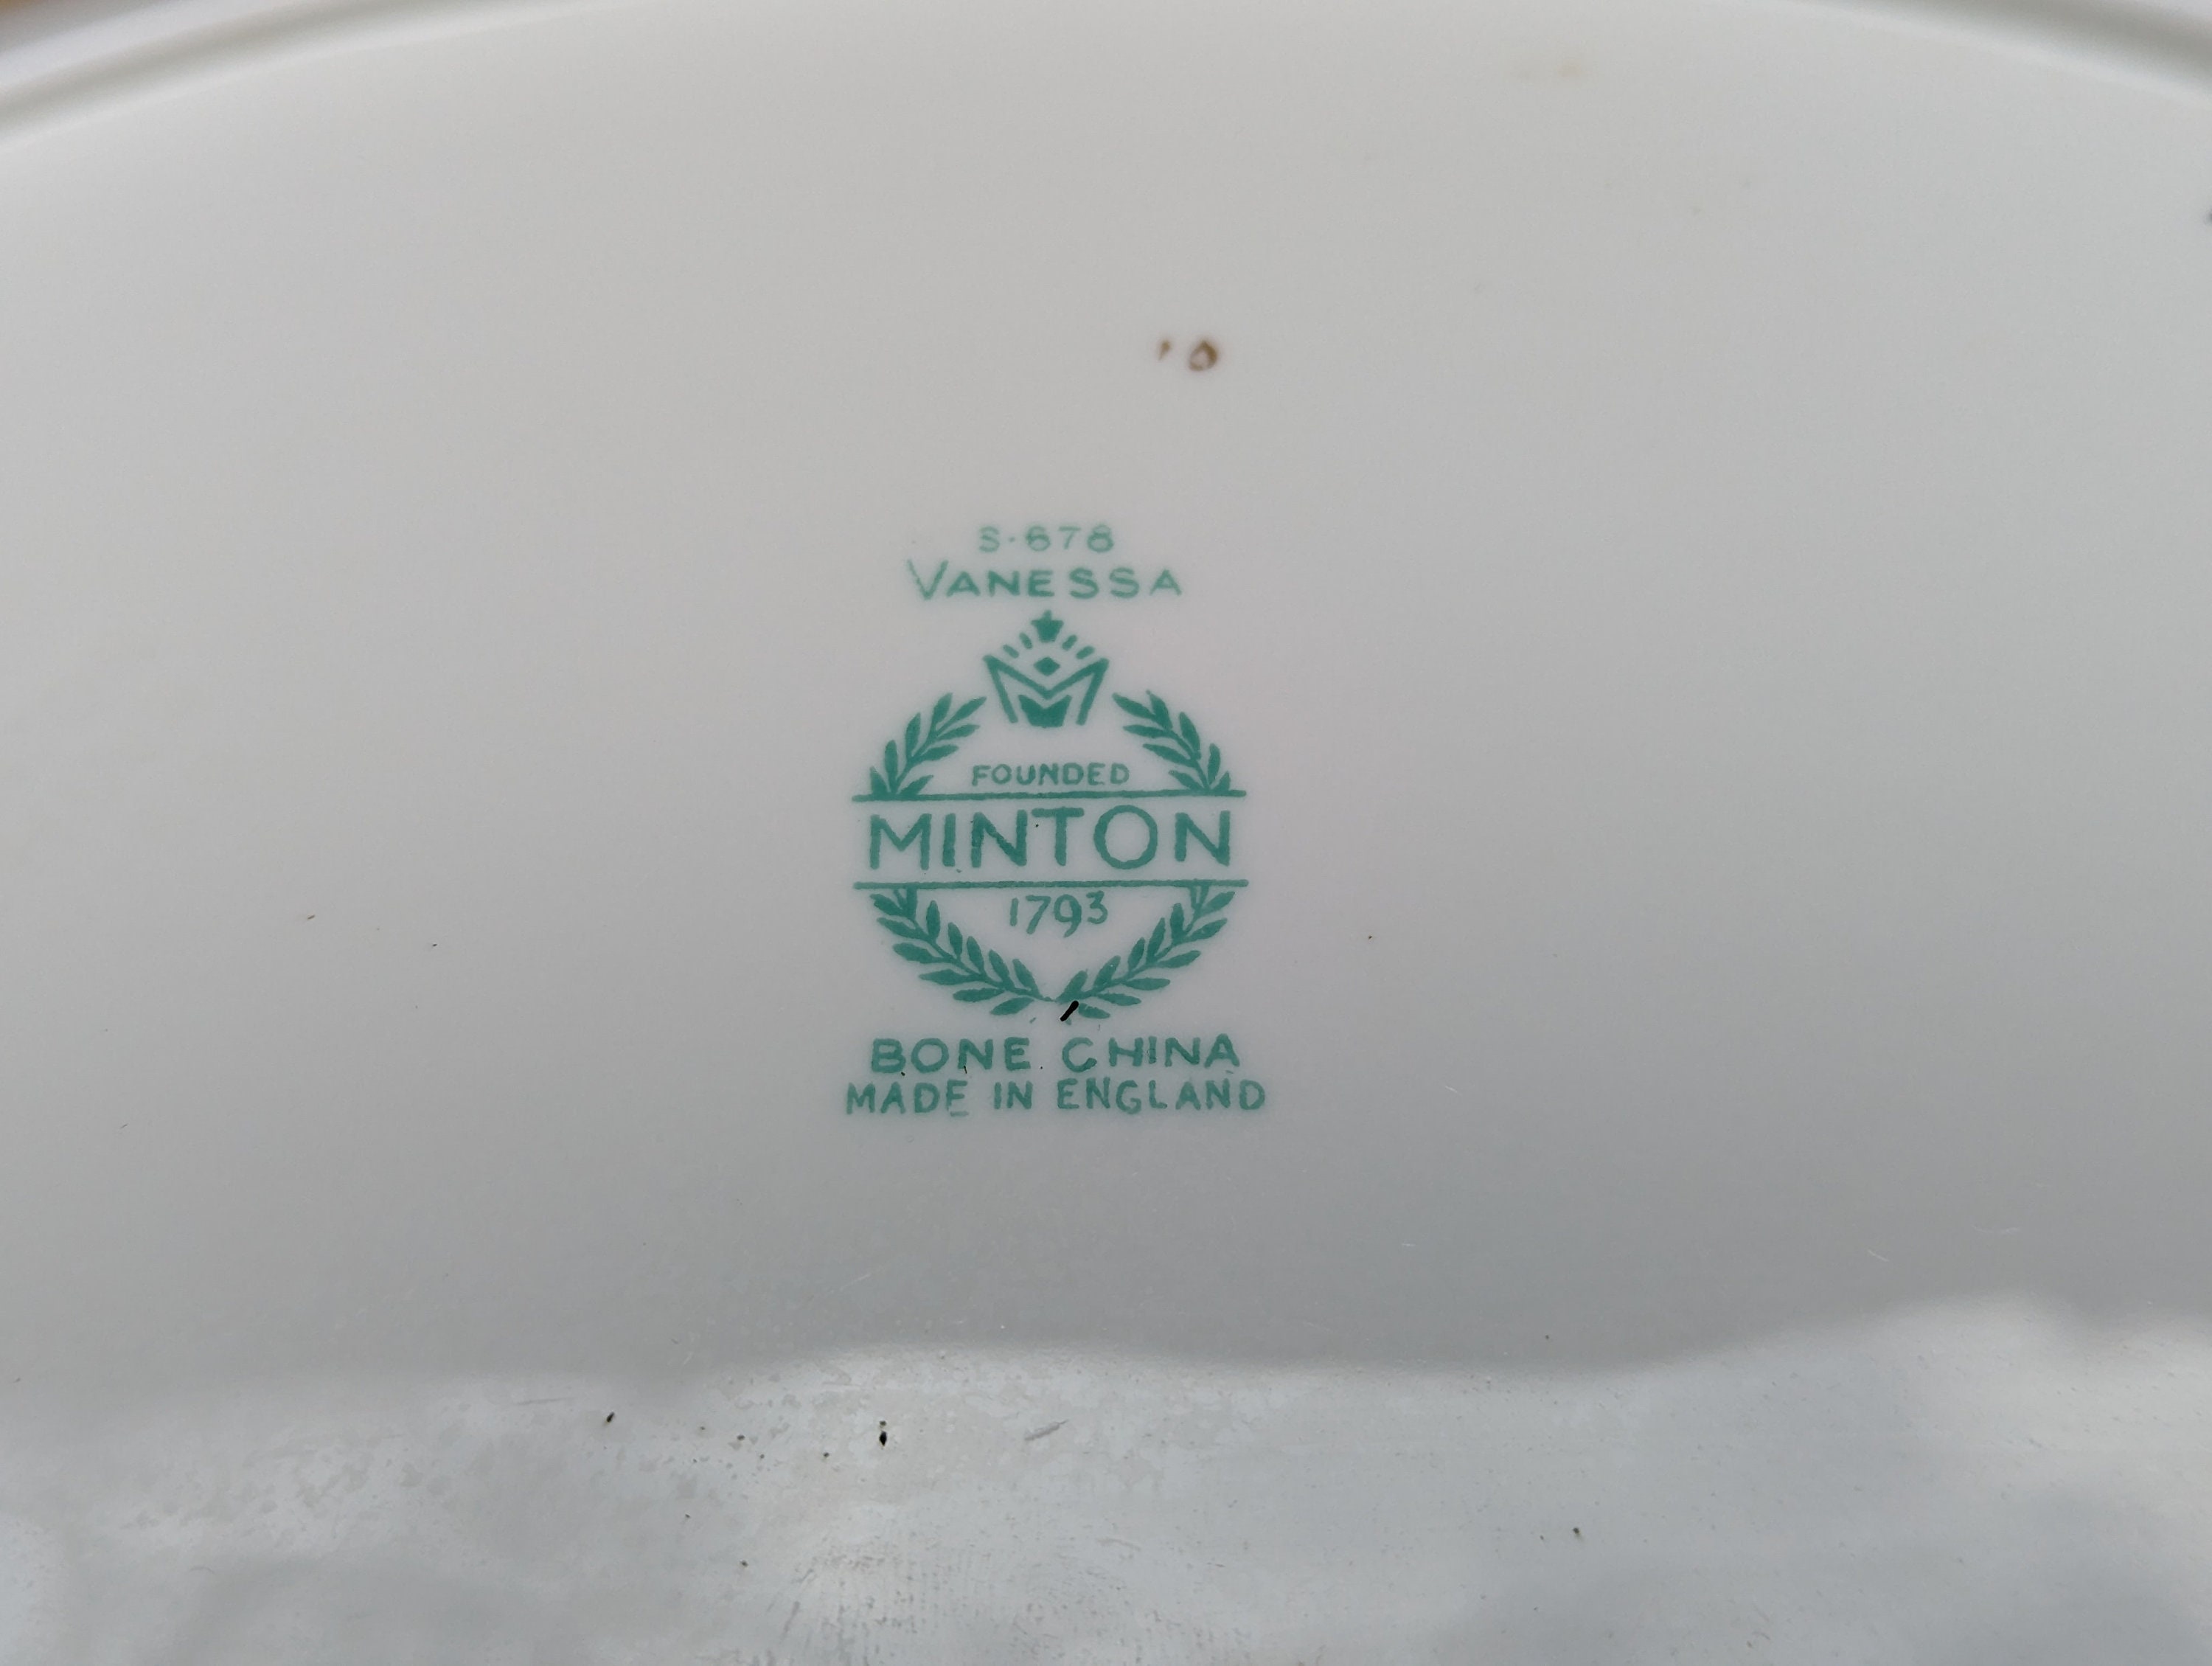 S·678
VANESSA
FOUNDED
MINTON
1793
BONE CHINA
MADE IN ENGLAND